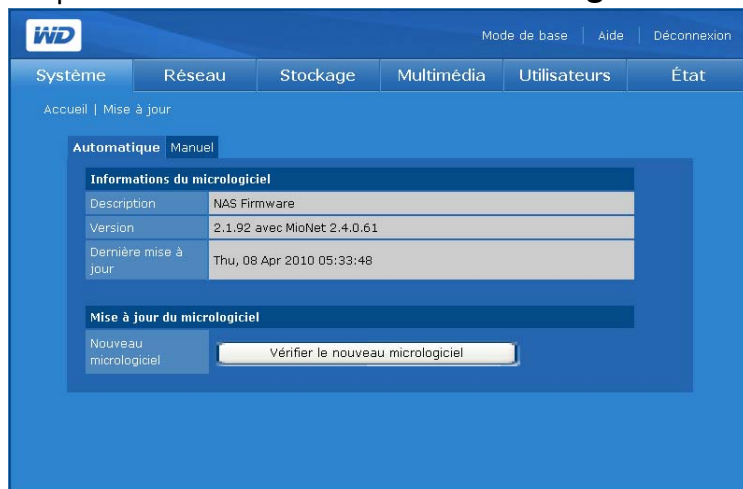 WD
Mode de base | Aide | Déconnexion
Système Réseau Stockage Multimédia Utilisateurs État
Accueil | Mise à jour
Automatique Manuel
Informations du micrologiciel
Description NAS Firmware
Version 2.1.92 avec MioNet 2.4.0.61
Dernière mise à
jour
Thu, 08 Apr 2010 05:33:48
Mise à jour du micrologiciel
Nouveau
micrologiciel
Vérifier le nouveau micrologiciel